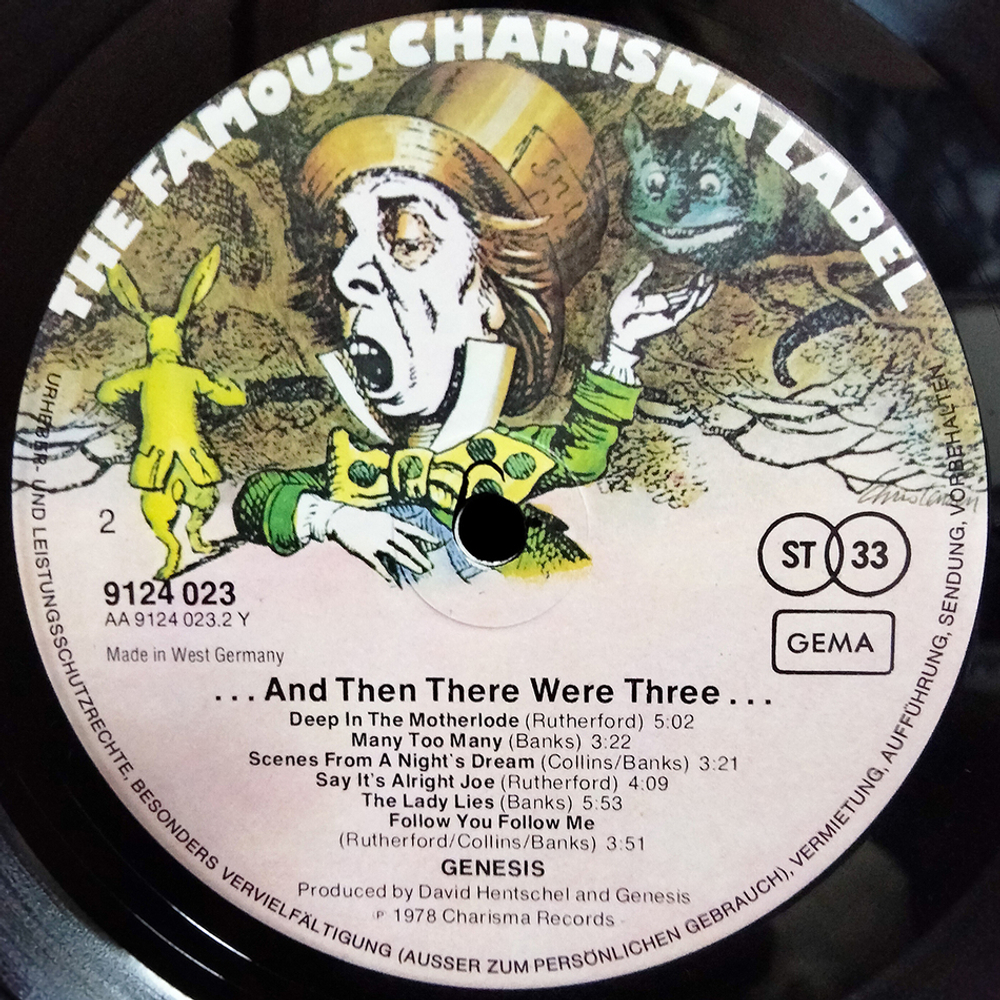 THE FAMOUS CHARISMA LABEL
Christensen
2
9124 023
AA 9124 023.2 Y
Made in West Germany
ST 33
GEMA
...And Then There Were Three...
Deep In The Motherlode (Rutherford) 5:02
Many Too Many (Banks) 3:22
Scenes From A Night's Dream (Collins/Banks) 3:21
Say It's Alright Joe (Rutherford) 4:09
The Lady Lies (Banks) 5:53
Follow You Follow Me
(Rutherford/Collins/Banks) 3:51
GENESIS
Produced by David Hentschel and Genesis
℗ 1978 Charisma Records
URHEBER- UND LEISTUNGSSCHUTZRECHTE, BESONDERS VERVIELFÄLTIGUNG (AUSSER ZUM PERSÖNLICHEN GEBRAUCH), VERMIETUNG, AUFFÜHRUNG, SENDUNG, VORBEHALTEN